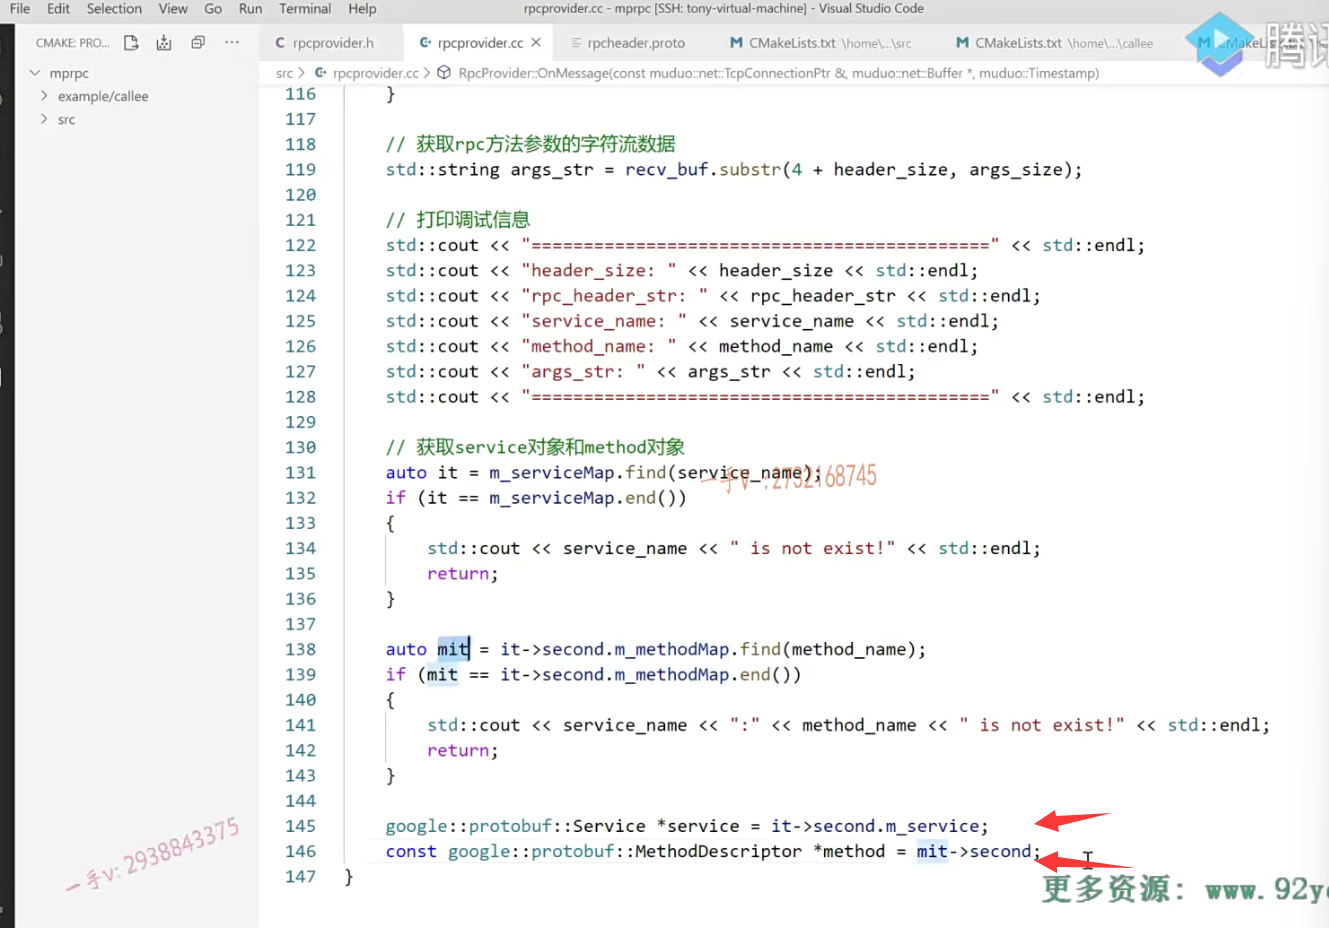 File Edit Selection View Go Run Terminal Help rpcprovider.cc - mprpc [SSH: tony-virtual-machine] - Visual Studio Code
CMAKE: PRO... rpcprovider.h rpcprovider.cc rpcheader.proto CMakeLists.txt \home\...\src CMakeLists.txt \home\...\callee
腾讯
mprpc
example/callee
src
src > rpcprovider.cc > RpcProvider::OnMessage(const muduo::net::TcpConnectionPtr &, muduo::net::Buffer *, muduo::Timestamp)
116 }
117
118 // 获取rpc方法参数的字符流数据
119 std::string args_str = recv_buf.substr(4 + header_size, args_size);
120
121 // 打印调试信息
122 std::cout << "============================================" << std::endl;
123 std::cout << "header_size: " << header_size << std::endl;
124 std::cout << "rpc_header_str: " << rpc_header_str << std::endl;
125 std::cout << "service_name: " << service_name << std::endl;
126 std::cout << "method_name: " << method_name << std::endl;
127 std::cout << "args_str: " << args_str << std::endl;
128 std::cout << "============================================" << std::endl;
129
130 // 获取service对象和method对象
131 auto it = m_serviceMap.find(service_name);
一手V:2732168745
132 if (it == m_serviceMap.end())
133 {
134 std::cout << service_name << " is not exist!" << std::endl;
135 return;
136 }
137
138 auto mit = it->second.m_methodMap.find(method_name);
139 if (mit == it->second.m_methodMap.end())
140 {
141 std::cout << service_name << ":" << method_name << " is not exist!" << std::endl;
142 return;
143 }
144
145 google::protobuf::Service *service = it->second.m_service;
146 const google::protobuf::MethodDescriptor *method = mit->second;
147 }
一手V: 2938843375
更多资源: www.92y